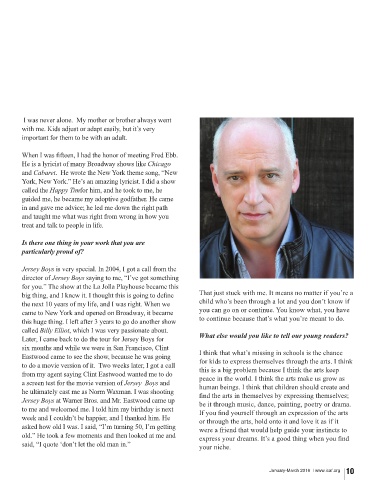 I was never alone. My mother or brother always went
with me. Kids adjust or adapt easily, but it's very
important for them to be with an adult.
When I was fifteen, I had the honor of meeting Fred Ebb.
He is a lyricist of many Broadway shows like Chicago
and Cabaret. He wrote the New York theme song, "New
York, New York." He's an amazing lyricist. I did a show
called the Happy Time for him, and he took to me, he
guided me, he became my adoptive godfather. He came
in and gave me advice; he led me down the right path
and taught me what was right from wrong in how you
treat and talk to people in life.
Is there one thing in your work that you are
particularly proud of?
Jersey Boys is very special. In 2004, I got a call from the
director of Jersey Boys saying to me, "I've got something
for you." The show at the La Jolla Playhouse became this
big thing, and I knew it. I thought this is going to define
the next 10 years of my life, and I was right. When we
came to New York and opened on Broadway, it became
this huge thing. I left after 3 years to go do another show
called Billy Elliot, which I was very passionate about.
Later, I came back to do the tour for Jersey Boys for
six months and while we were in San Francisco, Clint
Eastwood came to see the show, because he was going
to do a movie version of it. Two weeks later, I got a call
from my agent saying Clint Eastwood wanted me to do
a screen test for the movie version of Jersey Boys and
he ultimately cast me as Norm Waxman. I was shooting
Jersey Boys at Warner Bros. and Mr. Eastwood came up
to me and welcomed me. I told him my birthday is next
week and I couldn't be happier, and I thanked him. He
asked how old I was. I said, "I'm turning 50, I'm getting
old." He took a few moments and then looked at me and
said, "I quote 'don't let the old man in."
That just stuck with me. It means no matter if you're a
child who's been through a lot and you don't know if
you can go on or continue. You know what, you have
to continue because that's what you're meant to do.
What else would you like to tell our young readers?
I think that what's missing in schools is the chance
for kids to express themselves through the arts. I think
this is a big problem because I think the arts keep
peace in the world. I think the arts make us grow as
human beings. I think that children should create and
find the arts in themselves by expressing themselves;
be it through music, dance, painting, poetry or drama.
If you find yourself through an expression of the arts
or through the arts, hold onto it and love it as if it
were a friend that would help guide your instincts to
express your dreams. It's a good thing when you find
your niche.
January-March 2016 10